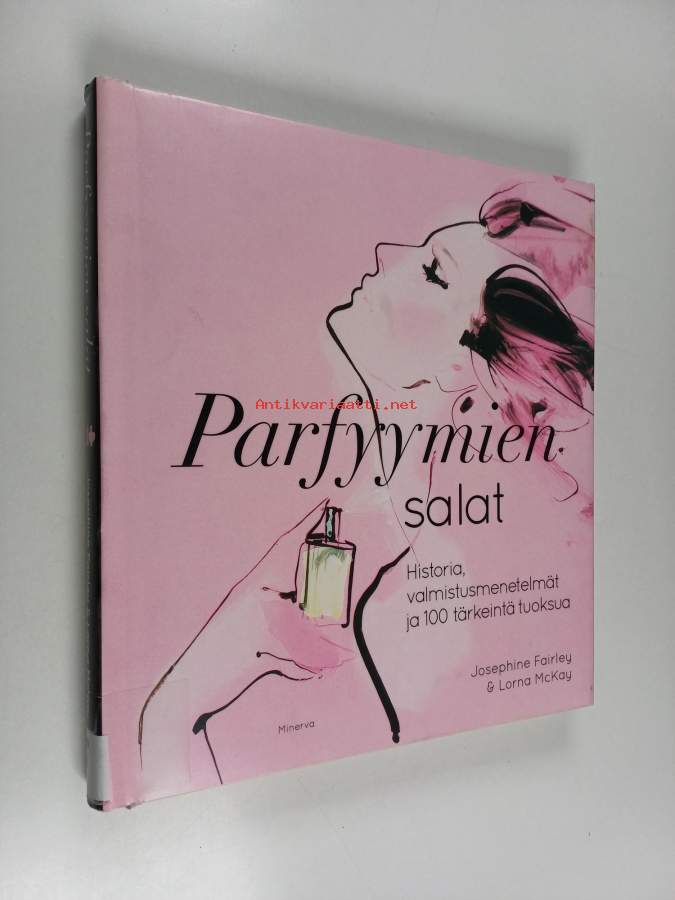 Antikvariaatti.net
Parfyymien
salat
Historia,
valmistusmenetelmät
ja 100 tärkeintä tuoksua
Josephine Fairley
& Lorna McKay
Minerva